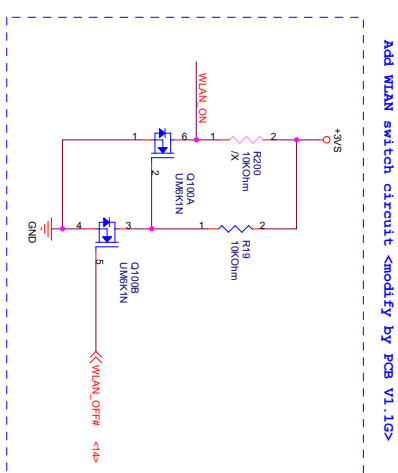 Add WLAN switch circuit <modify by PCB V1.1G>
+3VS
2
R200
10KOhm
/X
1
WLAN_ON
6
Q100A
UM6K1N
1
2
2
R19
10KOhm
1
3
Q100B
UM6K1N
4
5
GND
WLAN_OFF# <14>